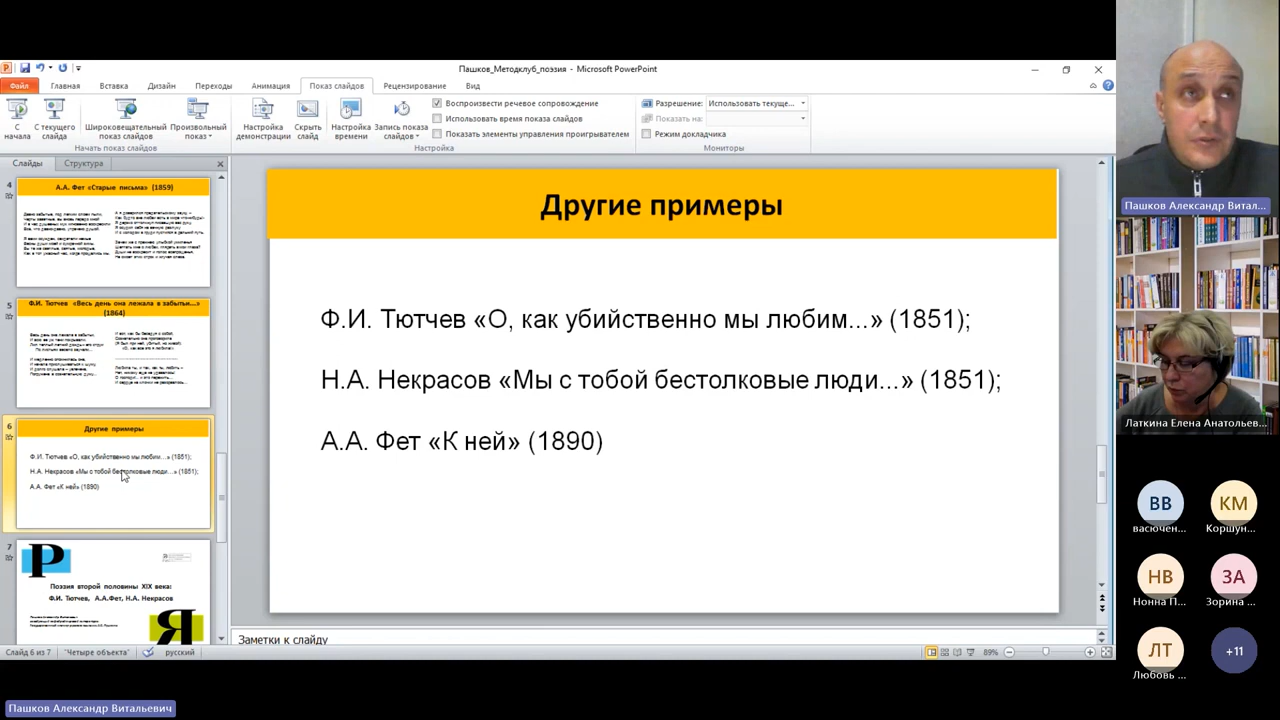 Пашков_Методклуб_поэзия - Microsoft PowerPoint
Файл Главная Вставка Дизайн Переходы Анимация Показ слайдов Рецензирование Вид
С начала
С текущего слайда
Широковещательный показ слайдов
Произвольный показ
Начать показ слайдов
Настройка демонстрации
Скрыть слайд
Настройка времени
Запись показа слайдов
Воспроизвести речевое сопровождение
Использовать время показа слайдов
Показать элементы управления проигрывателем
Настройка
Разрешение: Использовать текуще...
Показать на:
Режим докладчика
Мониторы
Слайды Структура
4
А.А. Фет «Старые письма» (1859)
5
Ф.И. Тютчев «Весь день она лежала в забытьи...»
(1864)
6
Другие примеры
Ф.И. Тютчев «О, как убийственно мы любим...» (1851);
Н.А. Некрасов «Мы с тобой бестолковые люди...» (1851);
А.А. Фет «К ней» (1890)
7
Р
Поэзия второй половины XIX века:
Ф.И. Тютчев, А.А.Фет, Н.А. Некрасов
Я
Другие примеры
Ф.И. Тютчев «О, как убийственно мы любим...» (1851);
Н.А. Некрасов «Мы с тобой бестолковые люди...» (1851);
А.А. Фет «К ней» (1890)
Заметки к слайду
Слайд 6 из 7 "Четыре объекта" русский 89%
Пашков Александр Витал...
Латкина Елена Анатольев...
ВВ
васючен...
КМ
Коршун...
НВ
Нонна П...
ЗА
Зорина ...
ЛТ
Любовь ...
+11
Пашков Александр Витальевич